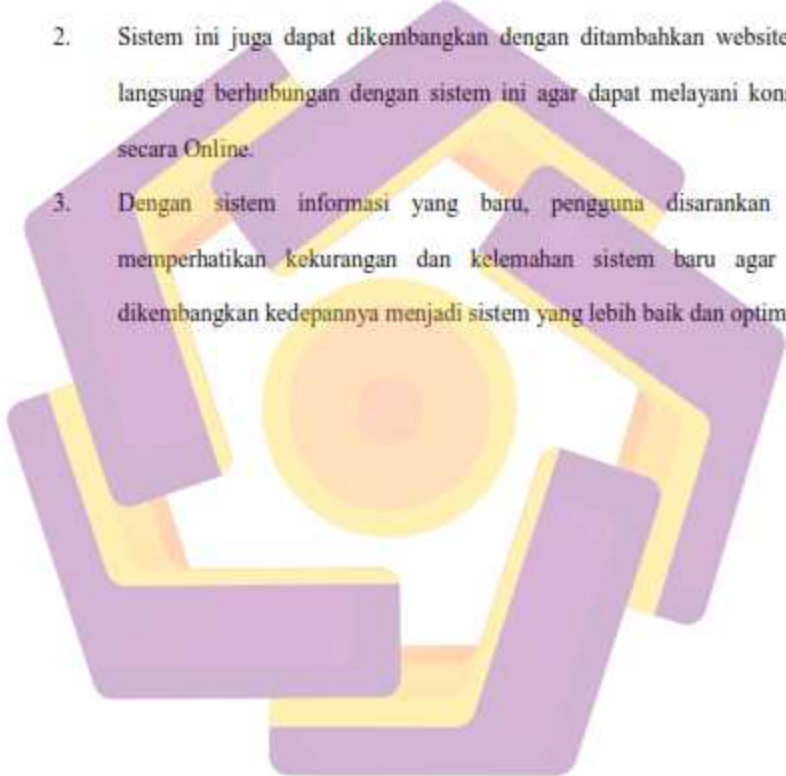 2. Sistem ini juga dapat dikembangkan dengan ditambahkan website
langsung berhubungan dengan sistem ini agar dapat melayani
secara Online.
3. Dengan sistem informasi yang baru, pengguna disarankan
memperhatikan kekurangan dan kelemahan sistem baru agar
dikembangkan kedepannya menjadi sistem yang lebih baik dan